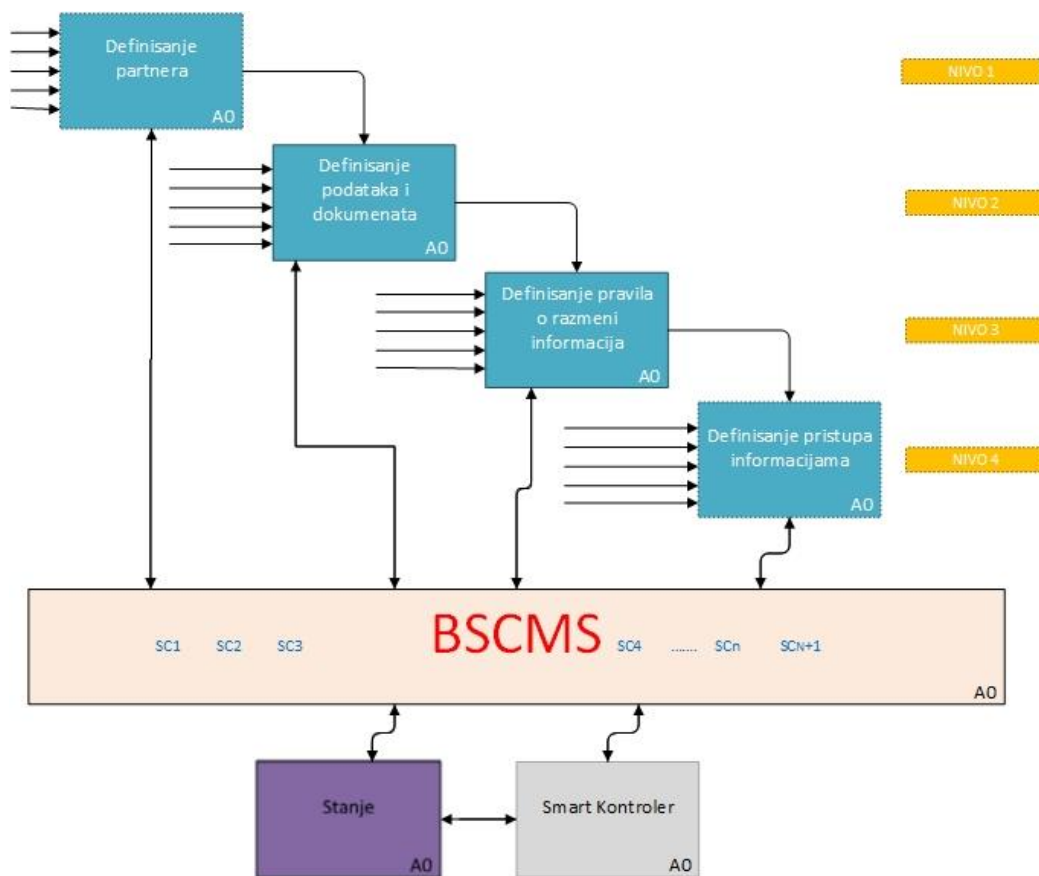 Definisanje
partnera
A0
NIVO 1
Definisanje
podataka i
dokumenata
A0
NIVO 2
Definisanje pravila
o razmeni
informacija
A0
NIVO 3
Definisanje pristupa
informacijama
A0
NIVO 4
BSCMS
SC1 SC2 SC3 SC4 ....... SCn SCN+1
A0
Stanje
A0
Smart Kontroler
A0